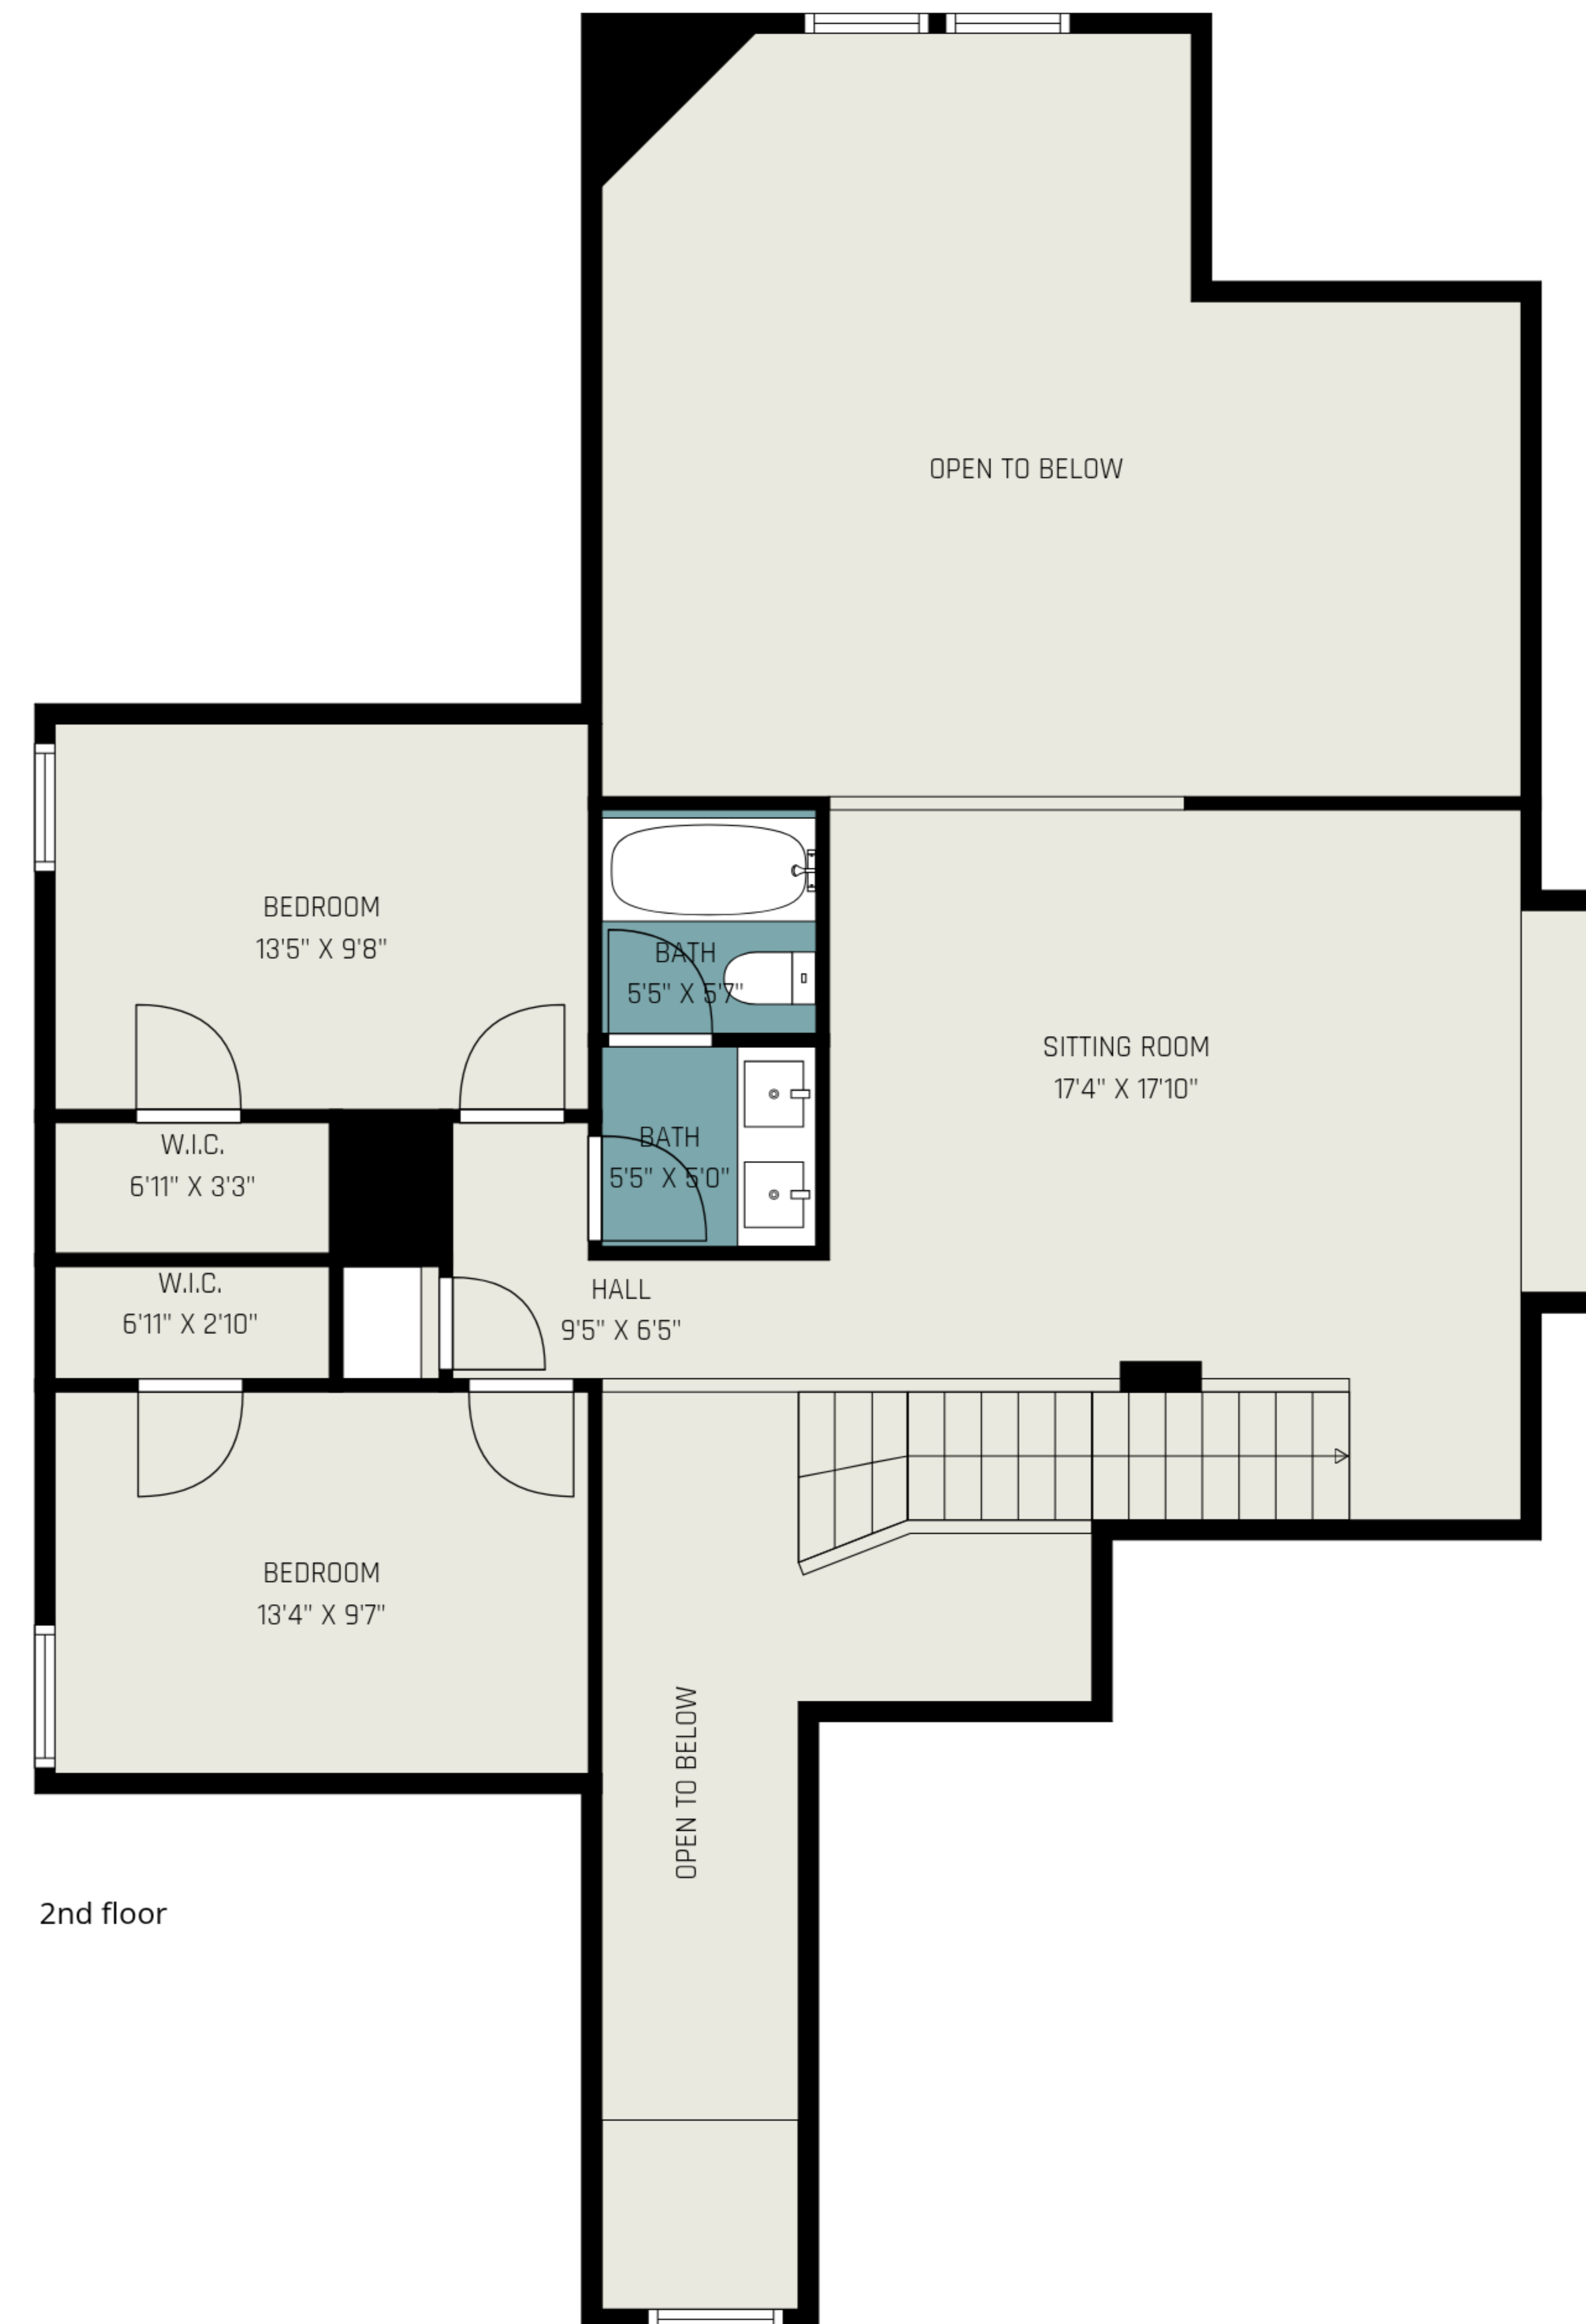 OPEN TO BELOW
BEDROOM
13'5" X 9'8"
BATH
5'5" X 5'7"
SITTING ROOM
17'4" X 17'10"
W.I.C.
6'11" X 3'3"
BATH
5'5" X 5'0"
W.I.C.
6'11" X 2'10"
HALL
9'5" X 6'5"
BEDROOM
13'4" X 9'7"
OPEN TO BELOW
2nd floor